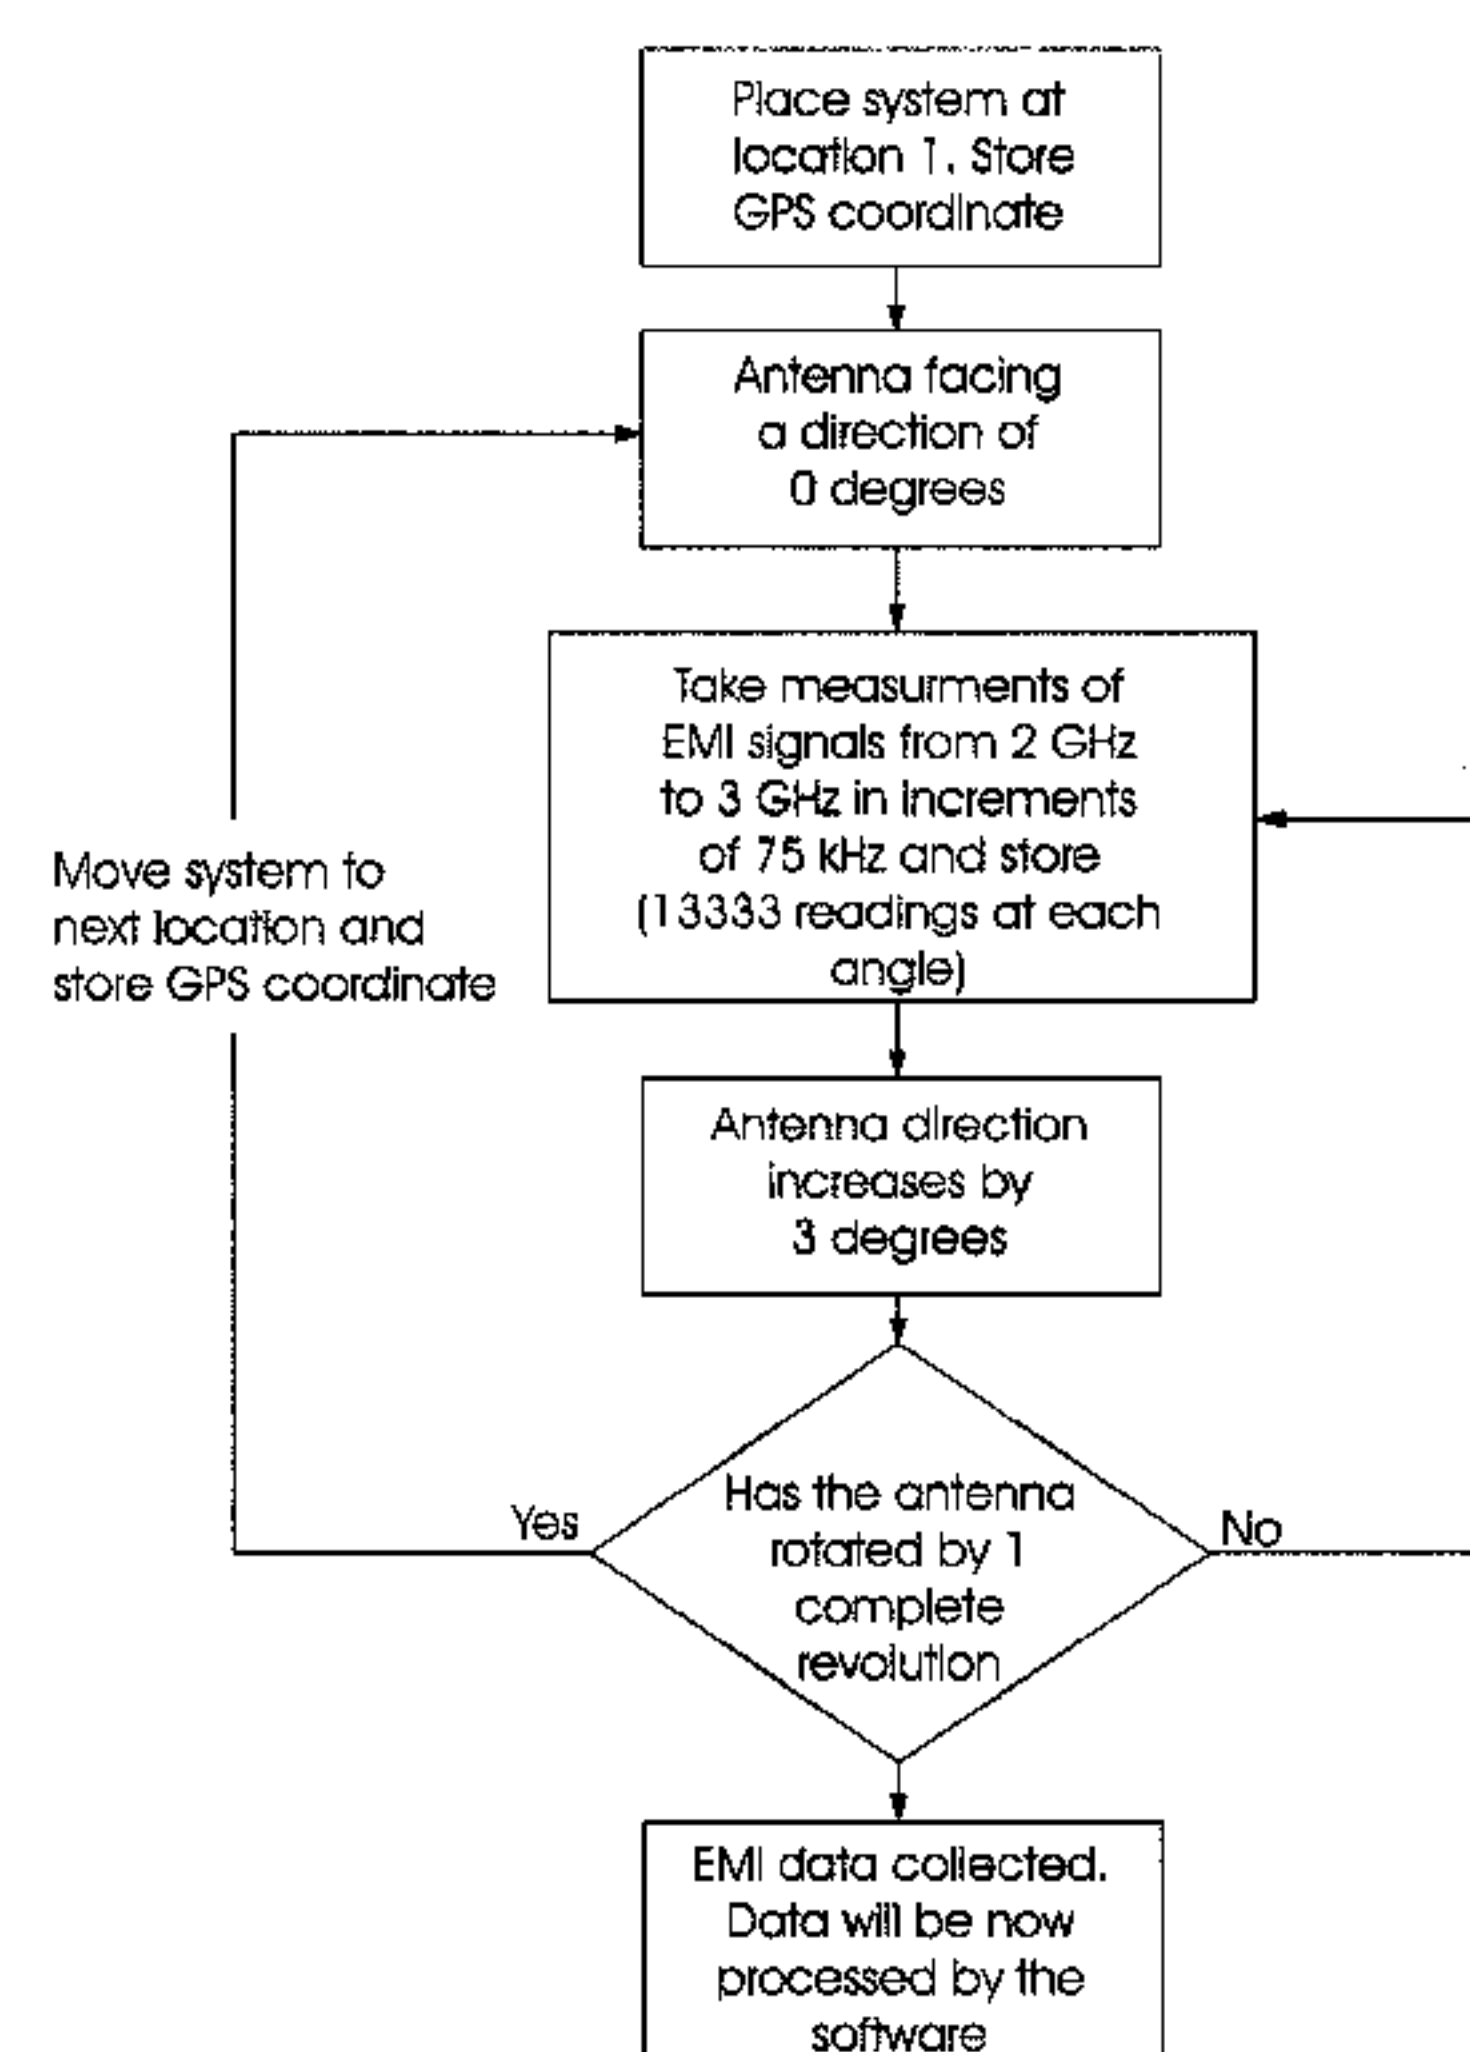 Place system at
location 1. Store
GPS coordinate
Antenna facing
a direction of
0 degrees
Take measurments of
EMI signals from 2 GHz
to 3 GHz in increments
of 75 kHz and store
(13333 readings at each
angle)
Move system to
next location and
store GPS coordinate
Antenna direction
increases by
3 degrees
Yes
Has the antenna
rotated by 1
complete
revolution
No
EMI data collected.
Data will be now
processed by the
software